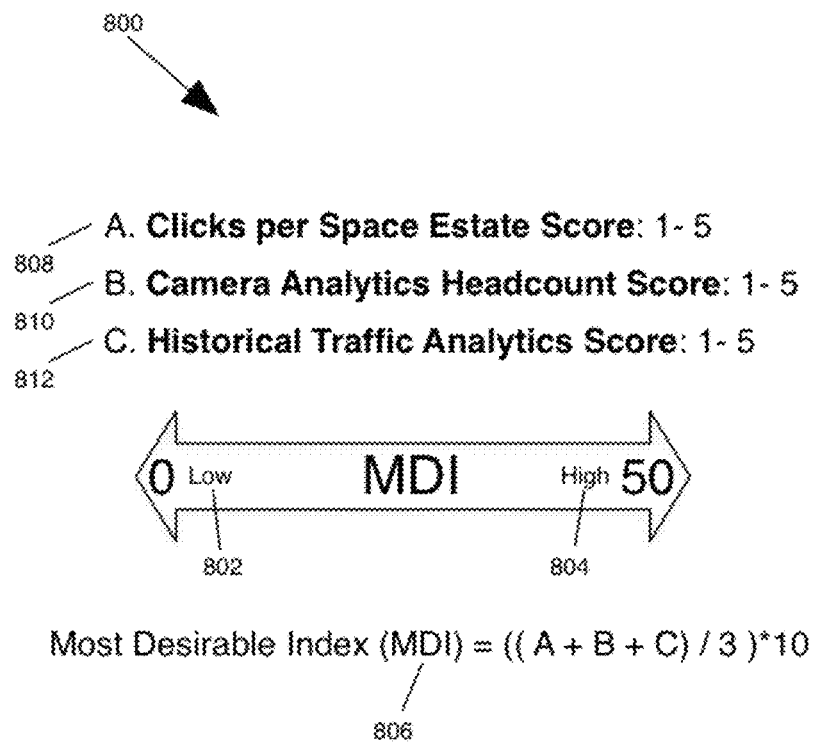 800
A. Clicks per Space Estate Score: 1- 5
808
B. Camera Analytics Headcount Score: 1- 5
810
C. Historical Traffic Analytics Score: 1- 5
812
0 Low MDI High 50
802 804
Most Desirable Index (MDI) = (( A + B + C) / 3 )*10
806